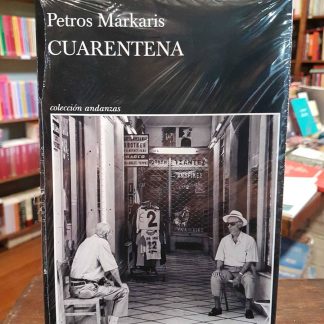 Petros Márkaris
CUARENTENA
colección andanzas
2